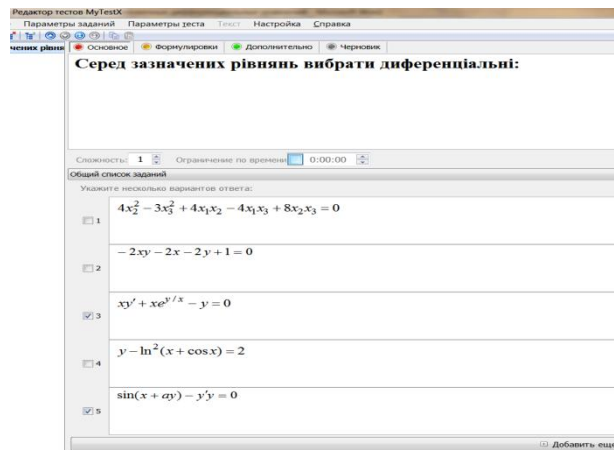 Редактор тестов MyTestX
Параметры заданий Параметры теста Текст Настройка Справка
чених рівня
Основное Формулировки Дополнительно Черновик
Серед зазначених рівнянь вибрати диференціальні:
Сложность: 1 Ограничение по времени 0:00:00
Общий список заданий
Укажите несколько вариантов ответа:
1 4x₂² − 3x₃² + 4x₁x₂ − 4x₁x₃ + 8x₂x₃ = 0
2 − 2xy − 2x − 2y + 1 = 0
3 xy′ + xe^{y/x} − y = 0
4 y − ln²(x + cos x) = 2
5 sin(x + ay) − y′y = 0
Добавить еще